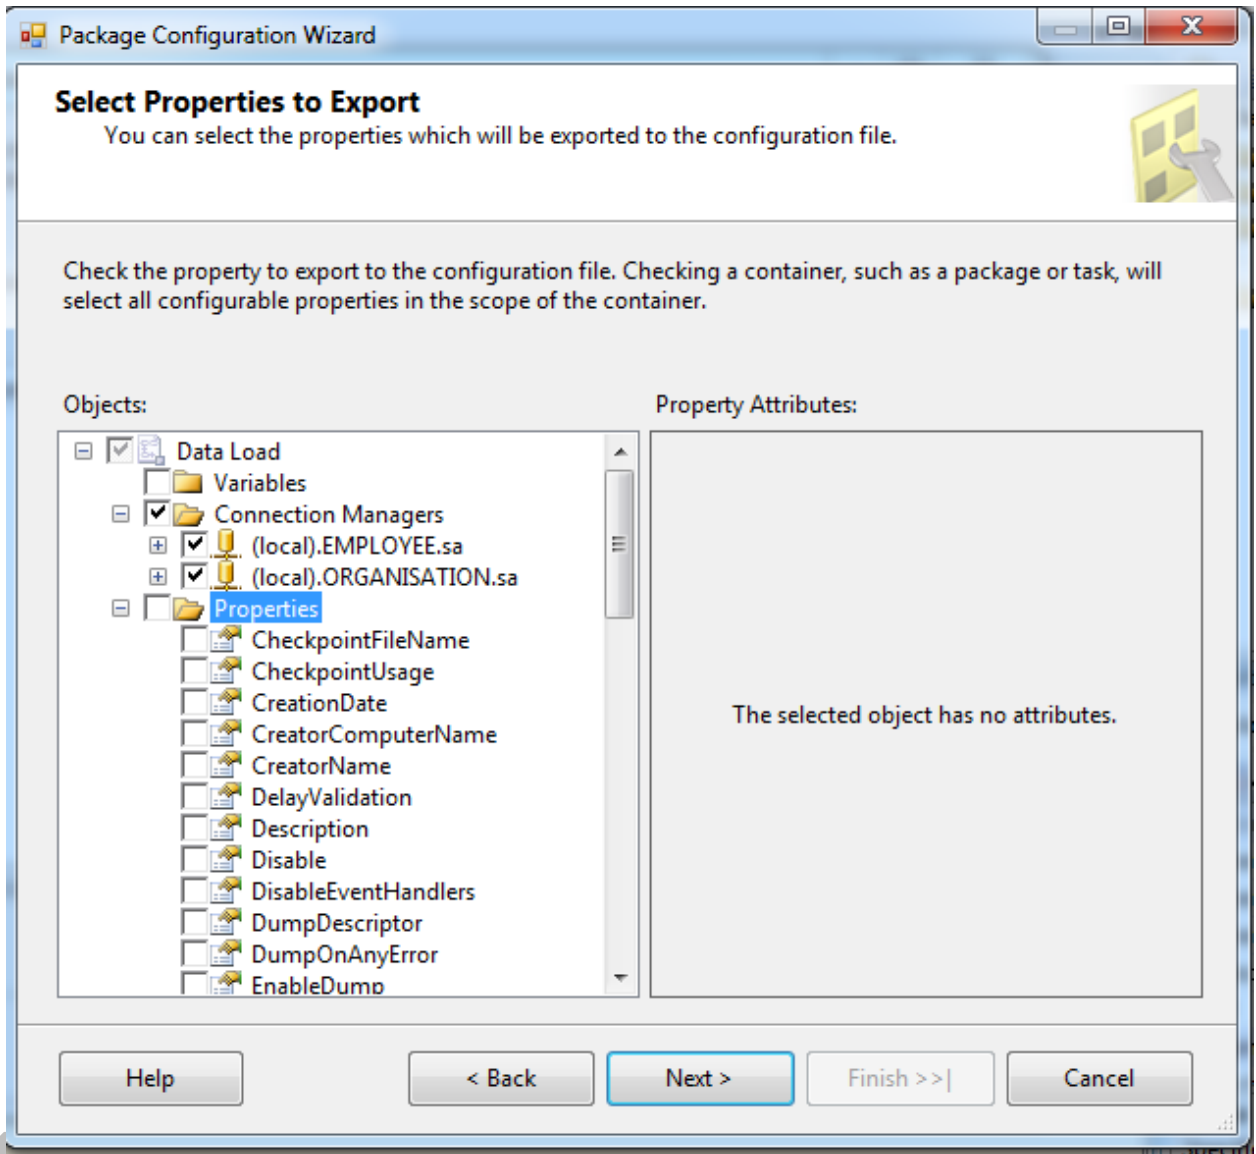 Package Configuration Wizard
Select Properties to Export
You can select the properties which will be exported to the configuration file.
Check the property to export to the configuration file. Checking a container, such as a package or task, will
select all configurable properties in the scope of the container.
Objects:
Property Attributes:
Data Load
Variables
Connection Managers
(local).EMPLOYEE.sa
(local).ORGANISATION.sa
Properties
CheckpointFileName
CheckpointUsage
CreationDate
CreatorComputerName
CreatorName
DelayValidation
Description
Disable
DisableEventHandlers
DumpDescriptor
DumpOnAnyError
EnableDump
The selected object has no attributes.
Help
< Back
Next >
Finish >>|
Cancel